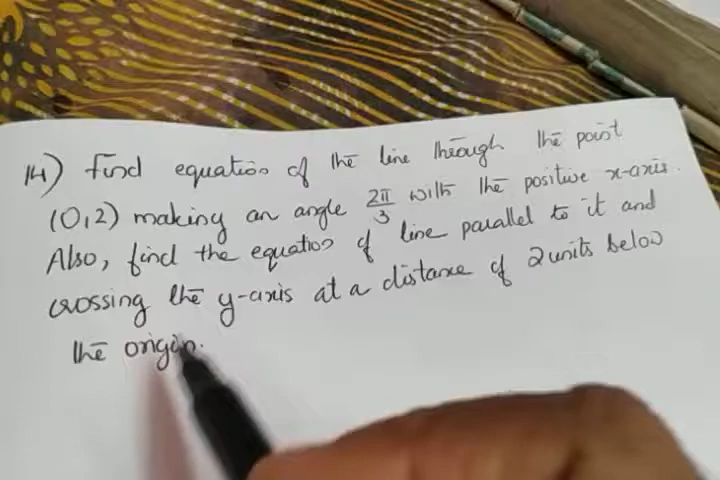 14) Find equation of the line through the point
(0,2) making an angle 2π/3 with the positive x-axis.
Also, find the equation of line parallel to it and
crossing the y-axis at a distance of 2units below
the origin.